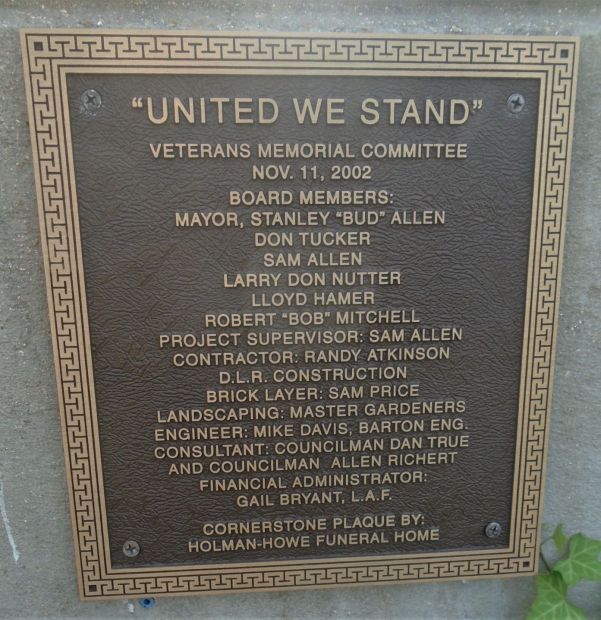 "UNITED WE STAND"
VETERANS MEMORIAL COMMITTEE
NOV. 11, 2002
BOARD MEMBERS:
MAYOR, STANLEY "BUD" ALLEN
DON TUCKER
SAM ALLEN
LARRY DON NUTTER
LLOYD HAMER
ROBERT "BOB" MITCHELL
PROJECT SUPERVISOR: SAM ALLEN
CONTRACTOR: RANDY ATKINSON
D.L.R. CONSTRUCTION
BRICK LAYER: SAM PRICE
LANDSCAPING: MASTER GARDENERS
ENGINEER: MIKE DAVIS, BARTON ENG.
CONSULTANT: COUNCILMAN DAN TRUE
AND COUNCILMAN ALLEN RICHERT
FINANCIAL ADMINISTRATOR:
GAIL BRYANT, L.A.F.
CORNERSTONE PLAQUE BY:
HOLMAN-HOWE FUNERAL HOME